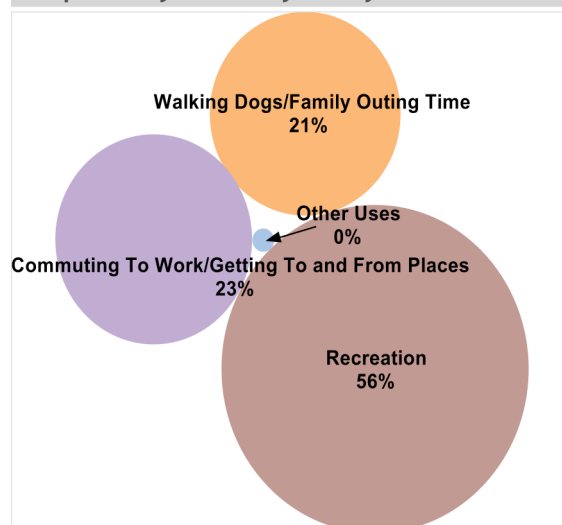 Walking Dogs/Family Outing Time
21%
Other Uses
0%
Commuting To Work/Getting To and From Places
23%
Recreation
56%